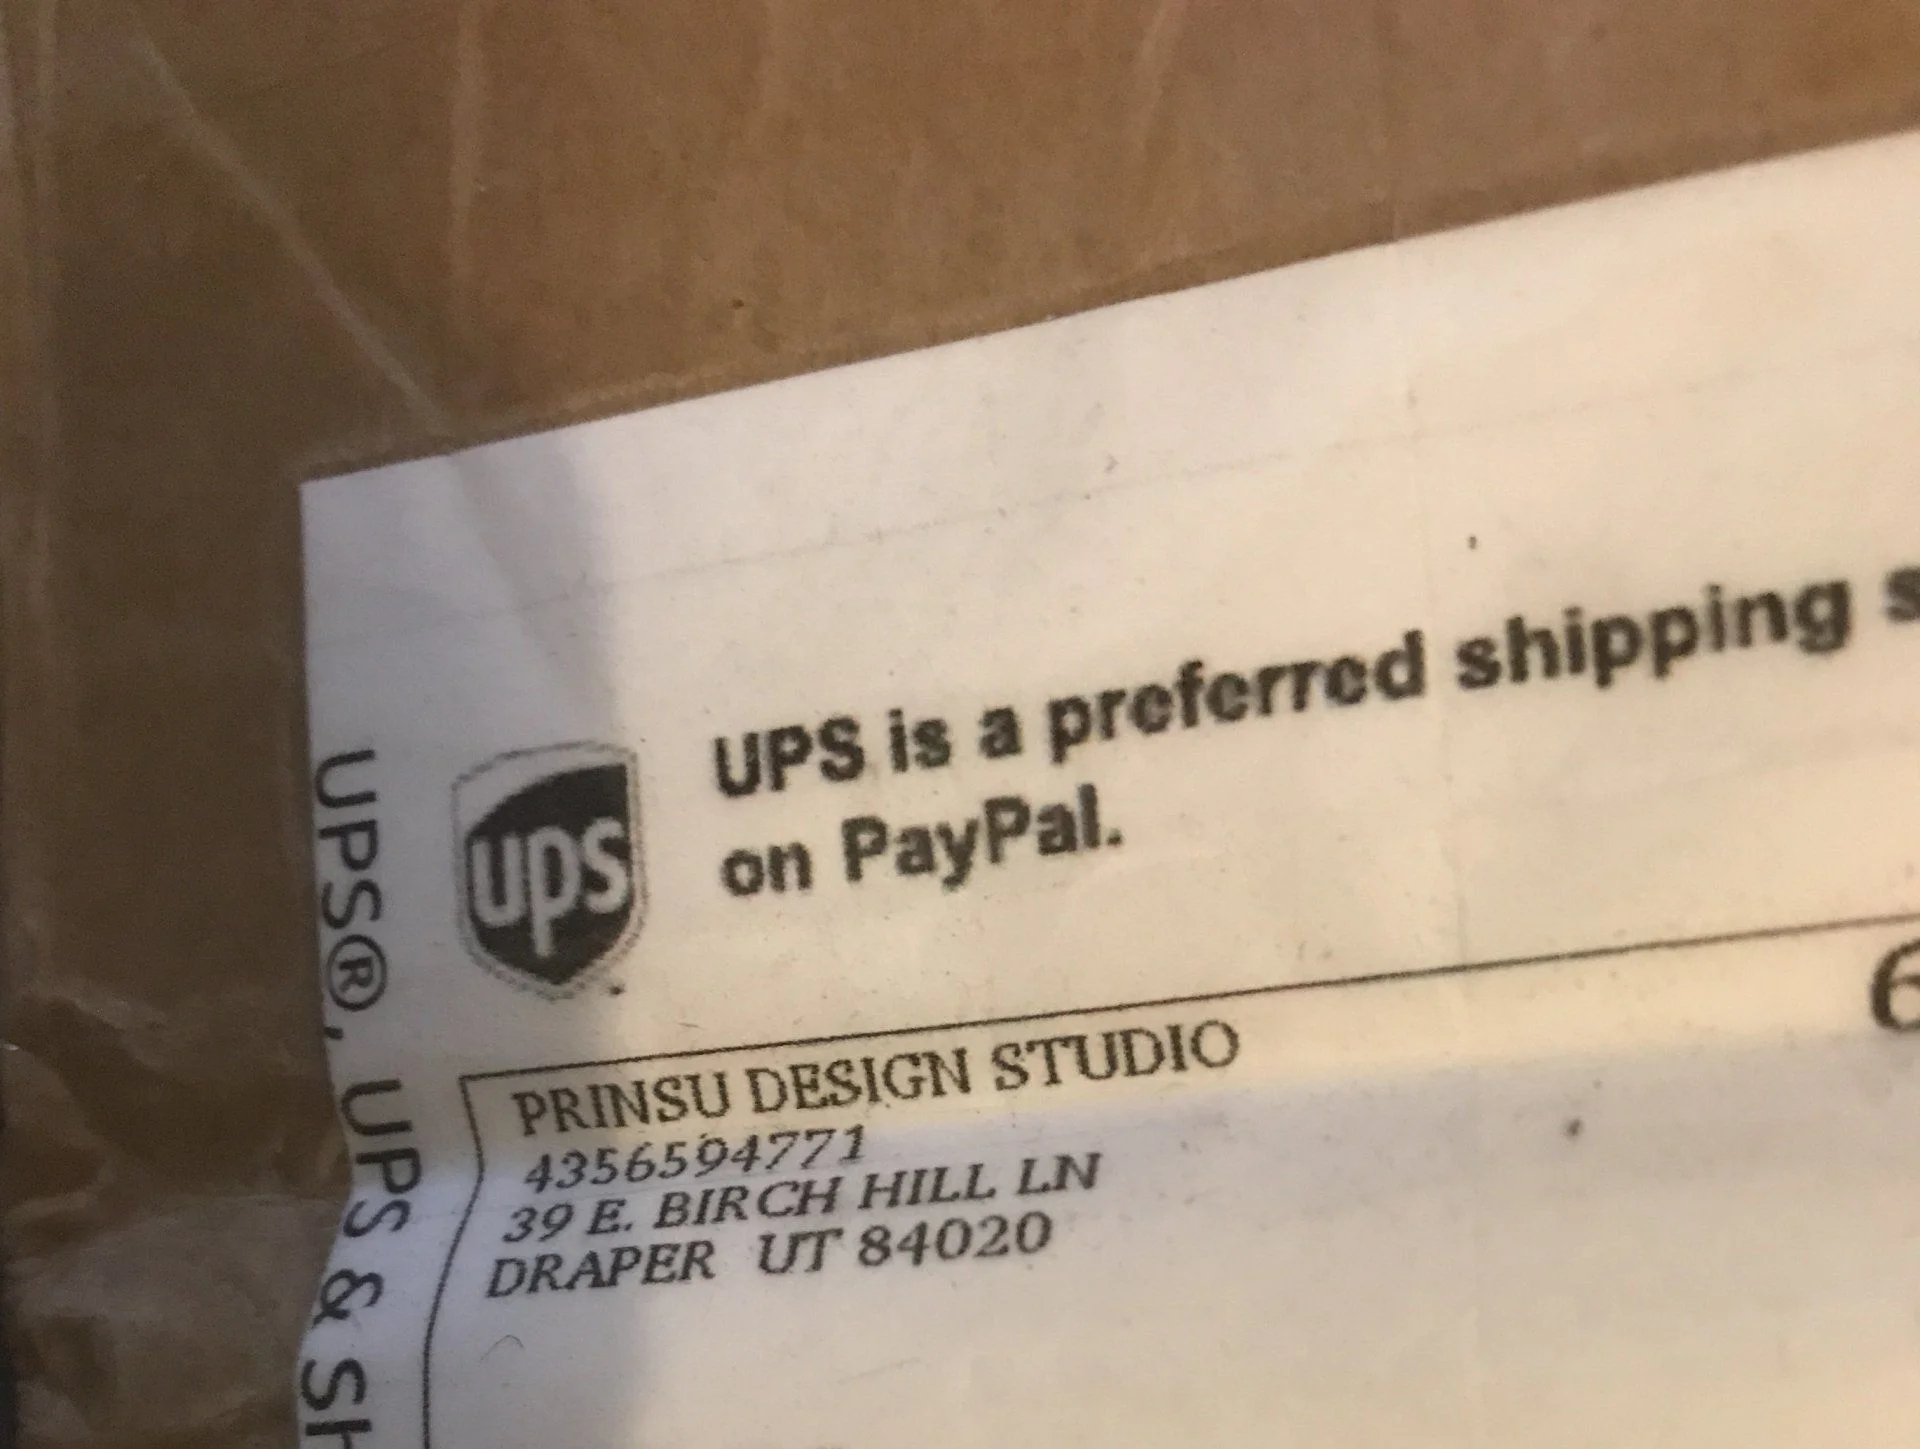 UPS is a preferred shipping
on PayPal.
ups
PRINSU DESIGN STUDIO
4356594771
39 E. BIRCH HILL LN
DRAPER UT 84020
UPS®, UPS &